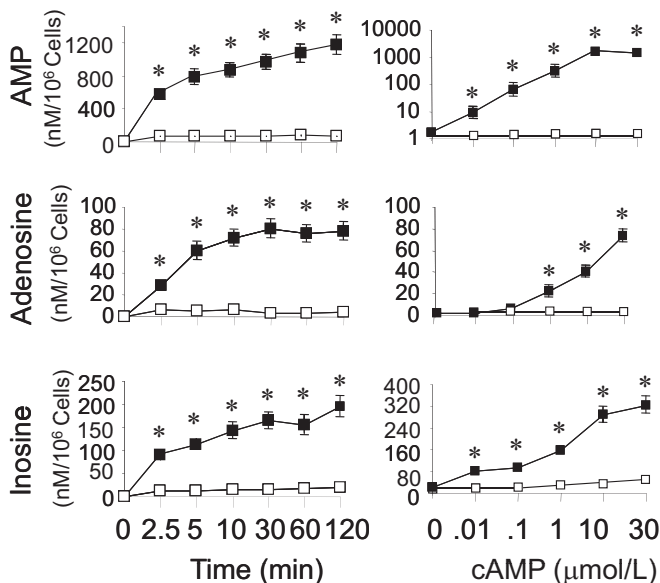 AMP
(nM/10⁶ Cells)
1200
800
400
0
* * * * * * *
1000
1000
100
10
1
* * * *
Adenosine
(nM/10⁶ Cells)
100
80
60
40
20
0
* * * * * *
100
80
60
40
20
0
* * *
Inosine
(nM/10⁶ Cells)
250
200
150
100
50
0
* * * * * *
400
320
160
80
0
* * * * *
0 2.5 5 10 30 60 120
0 .01 .1 1 10 30
Time (min)
cAMP (μmol/L)